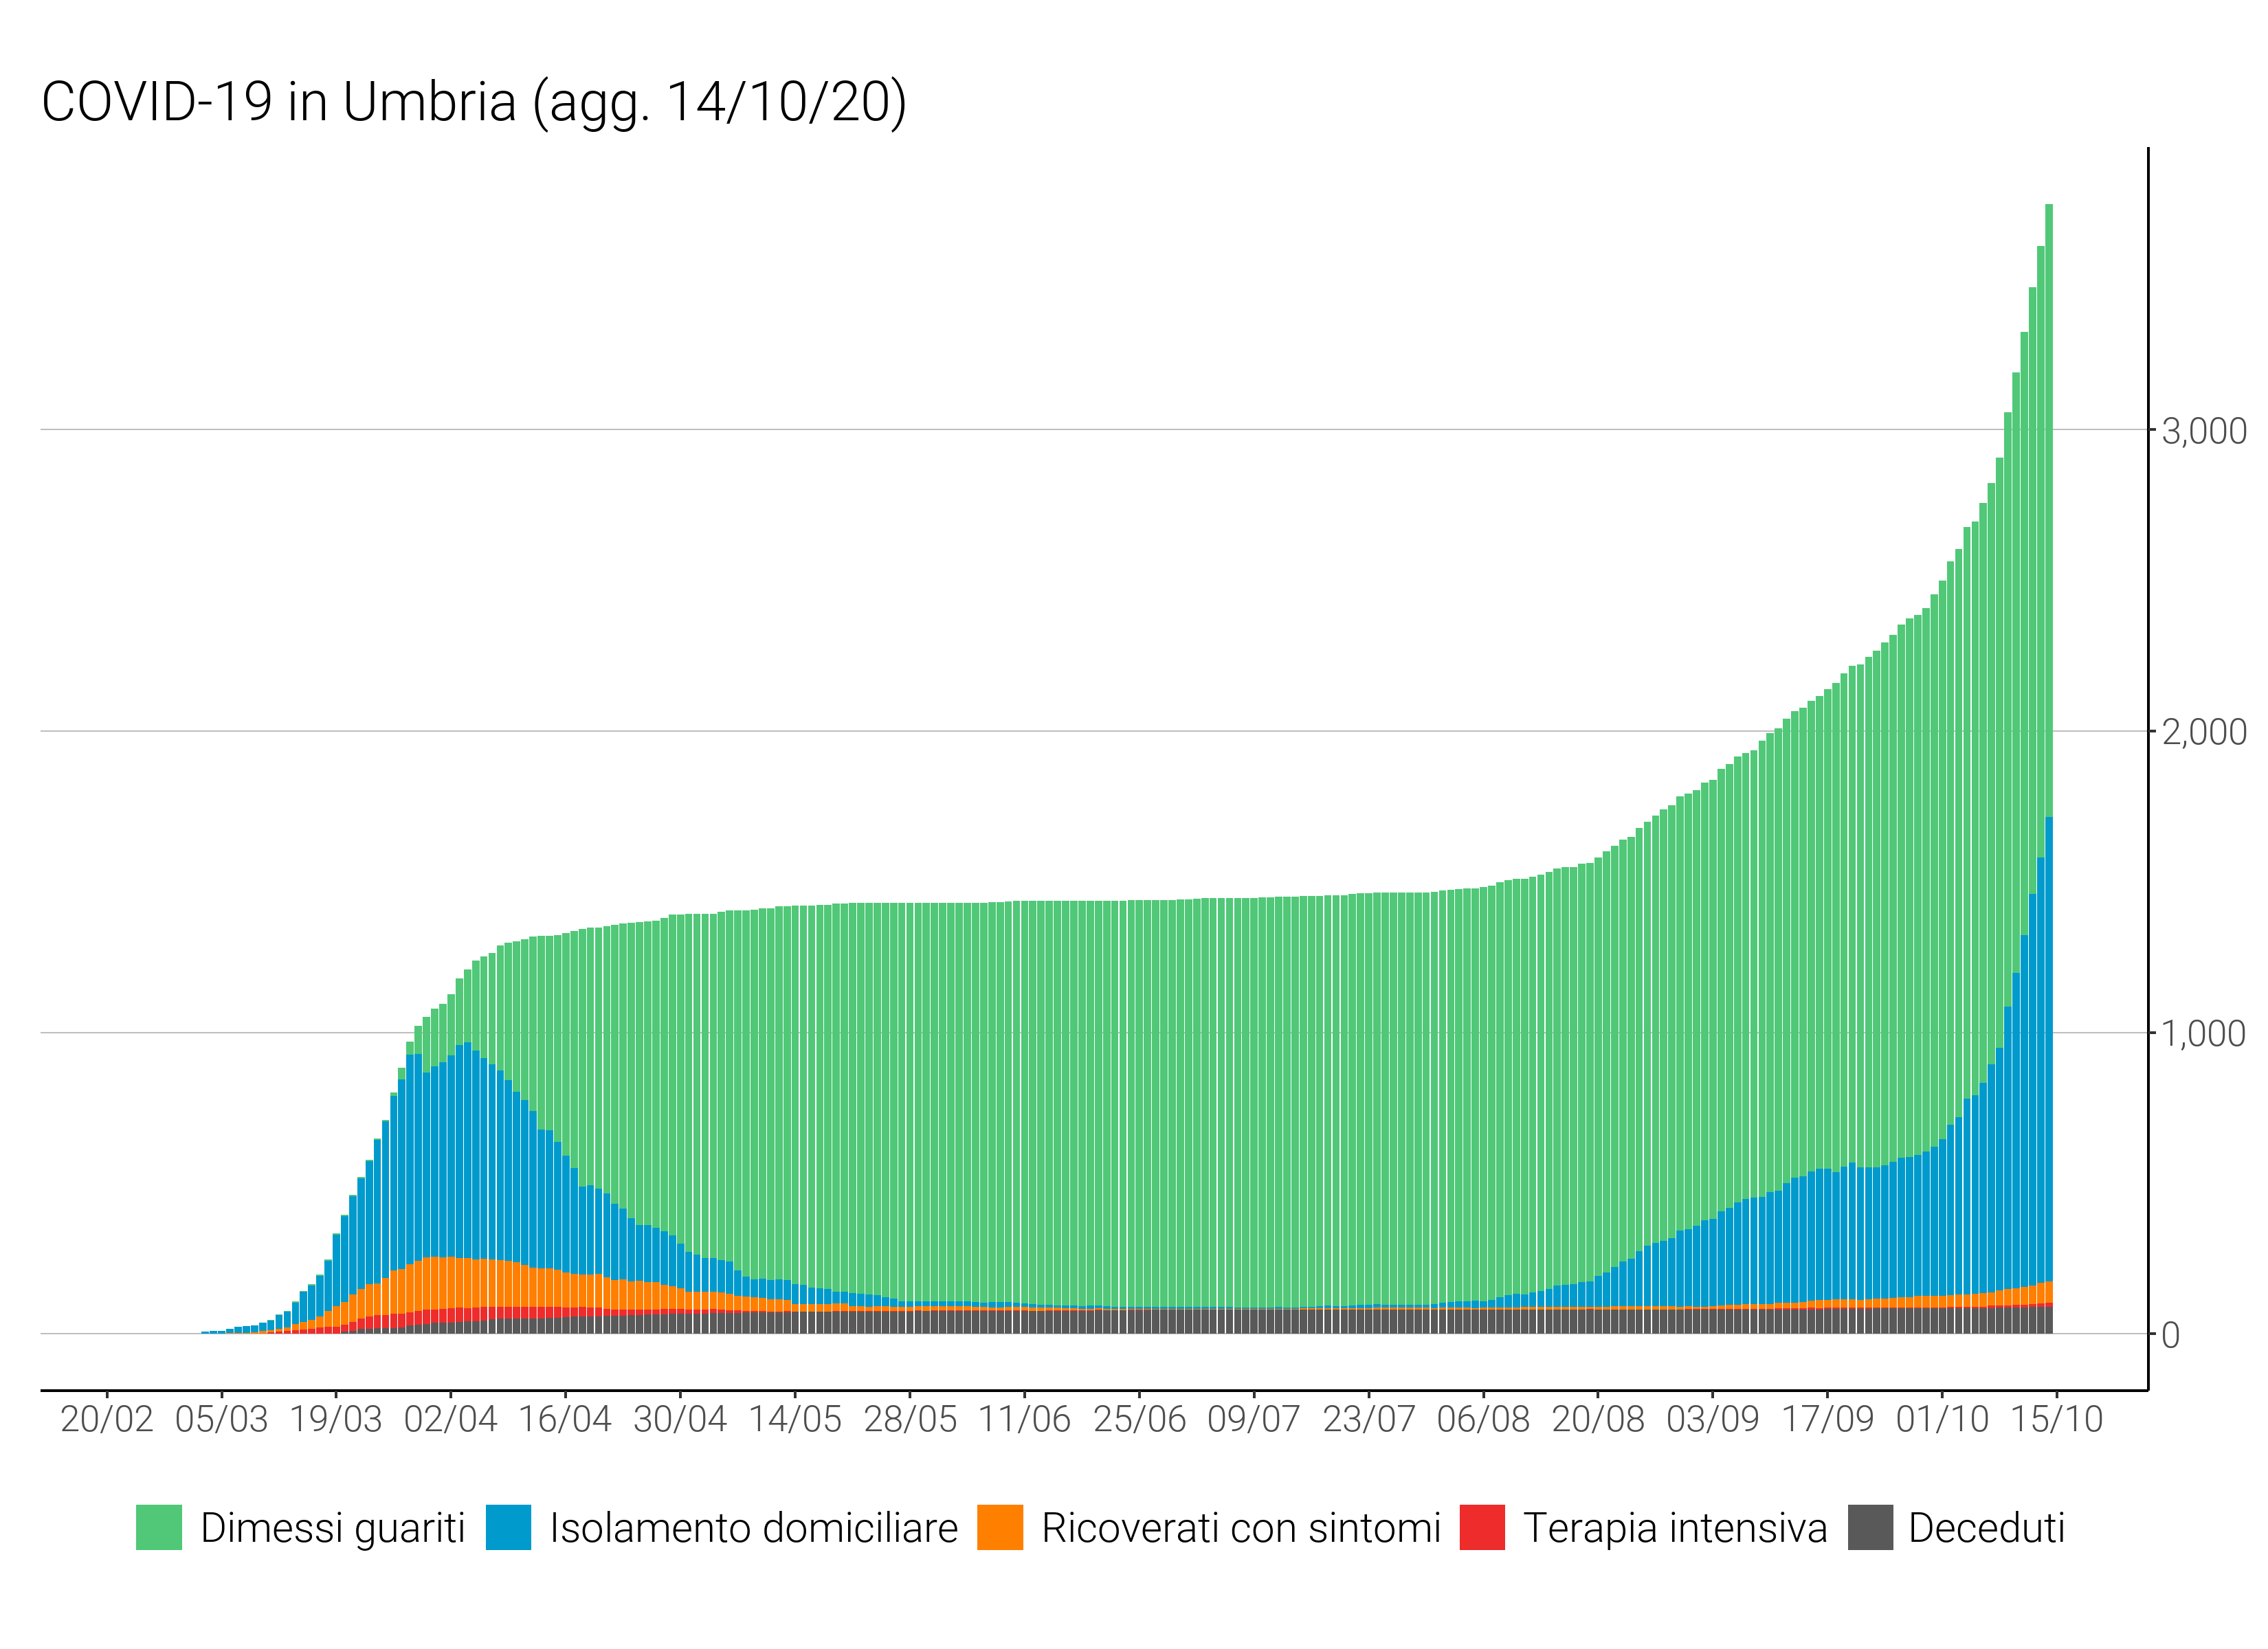 COVID-19 in Umbria (agg. 14/10/20)
3,000
2,000
1,000
0
20/02 05/03 19/03 02/04 16/04 30/04 14/05 28/05 11/06 25/06 09/07 23/07 06/08 20/08 03/09 17/09 01/10 15/10
Dimessi guariti Isolamento domiciliare Ricoverati con sintomi Terapia intensiva Deceduti